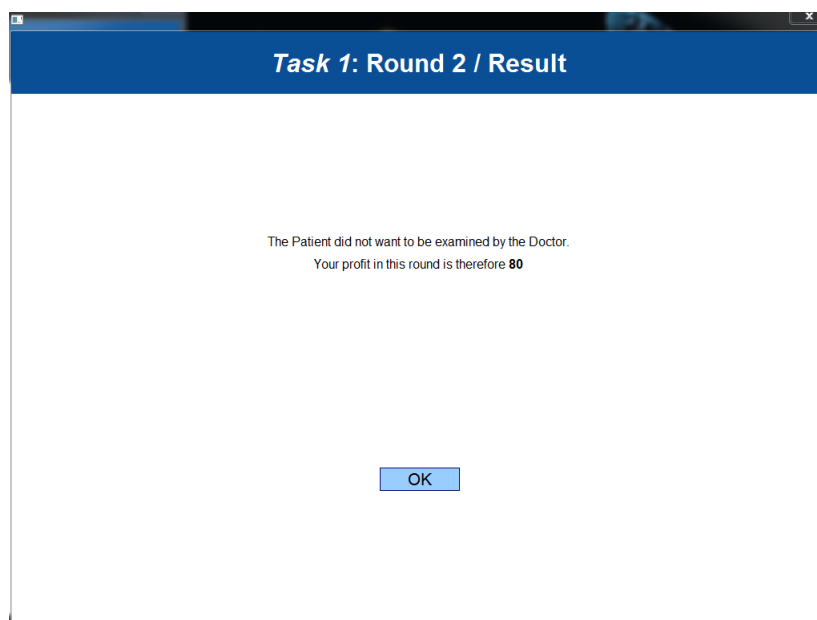 Task 1: Round 2 / Result
The Patient did not want to be examined by the Doctor.
Your profit in this round is therefore 80
OK